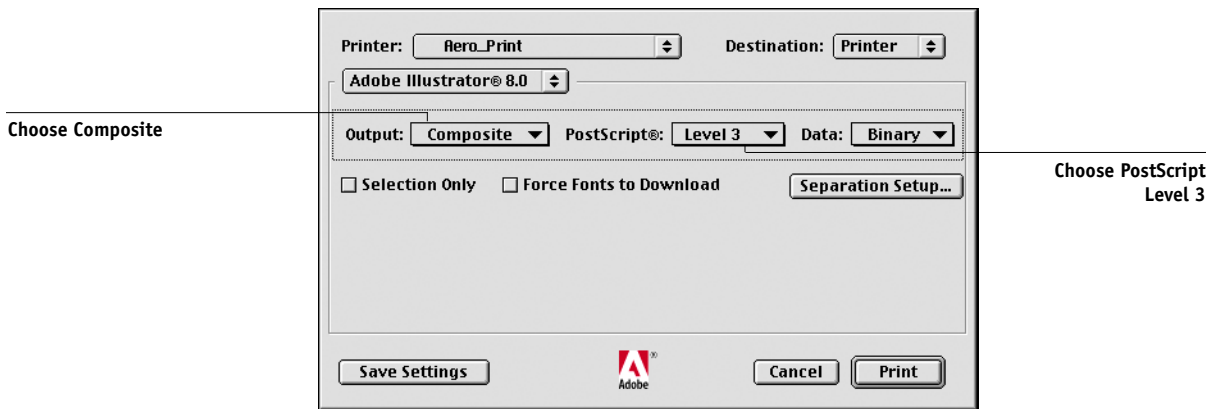 Printer: Aero_Print Destination: Printer
Adobe Illustrator® 8.0
Choose Composite
Output: Composite PostScript®: Level 3 Data: Binary
Choose PostScript
Level 3
Selection Only Force Fonts to Download Separation Setup...
Save Settings Adobe ® Cancel Print